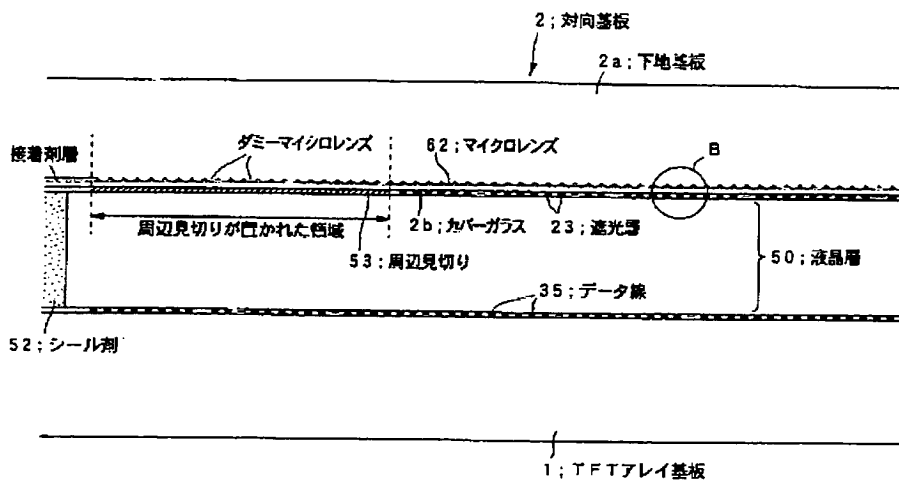 2;対向基板
2a;下地基板
ダミーマイシロレンズ
62;マイクロレンズ
B
接着剤層
周辺見切りが置かれた領域
2b;カバーガラス
23;遮光層
53;周辺見切り
50;液晶層
35;データ線
52;シール剤
1;TFTアレイ基板